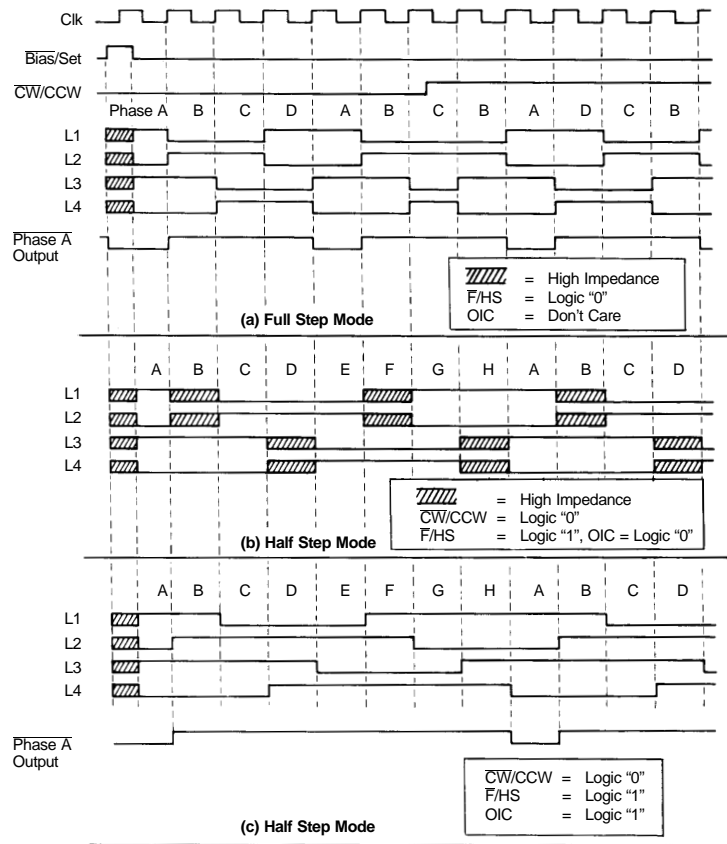 Clk
Bias/Set
CW/CCW
Phase A B C D A B C B A D C B
L1
L2
L3
L4
Phase A
Output
= High Impedance
F/HS = Logic “0”
OIC = Don't Care
(a) Full Step Mode
A B C D E F G H A B C D
L1
L2
L3
L4
= High Impedance
CW/CCW = Logic “0”
F/HS = Logic “1”, OIC = Logic “0”
(b) Half Step Mode
A B C D E F G H A B C D
L1
L2
L3
L4
Phase A
Output
CW/CCW = Logic “0”
F/HS = Logic “1”
OIC = Logic “1”
(c) Half Step Mode